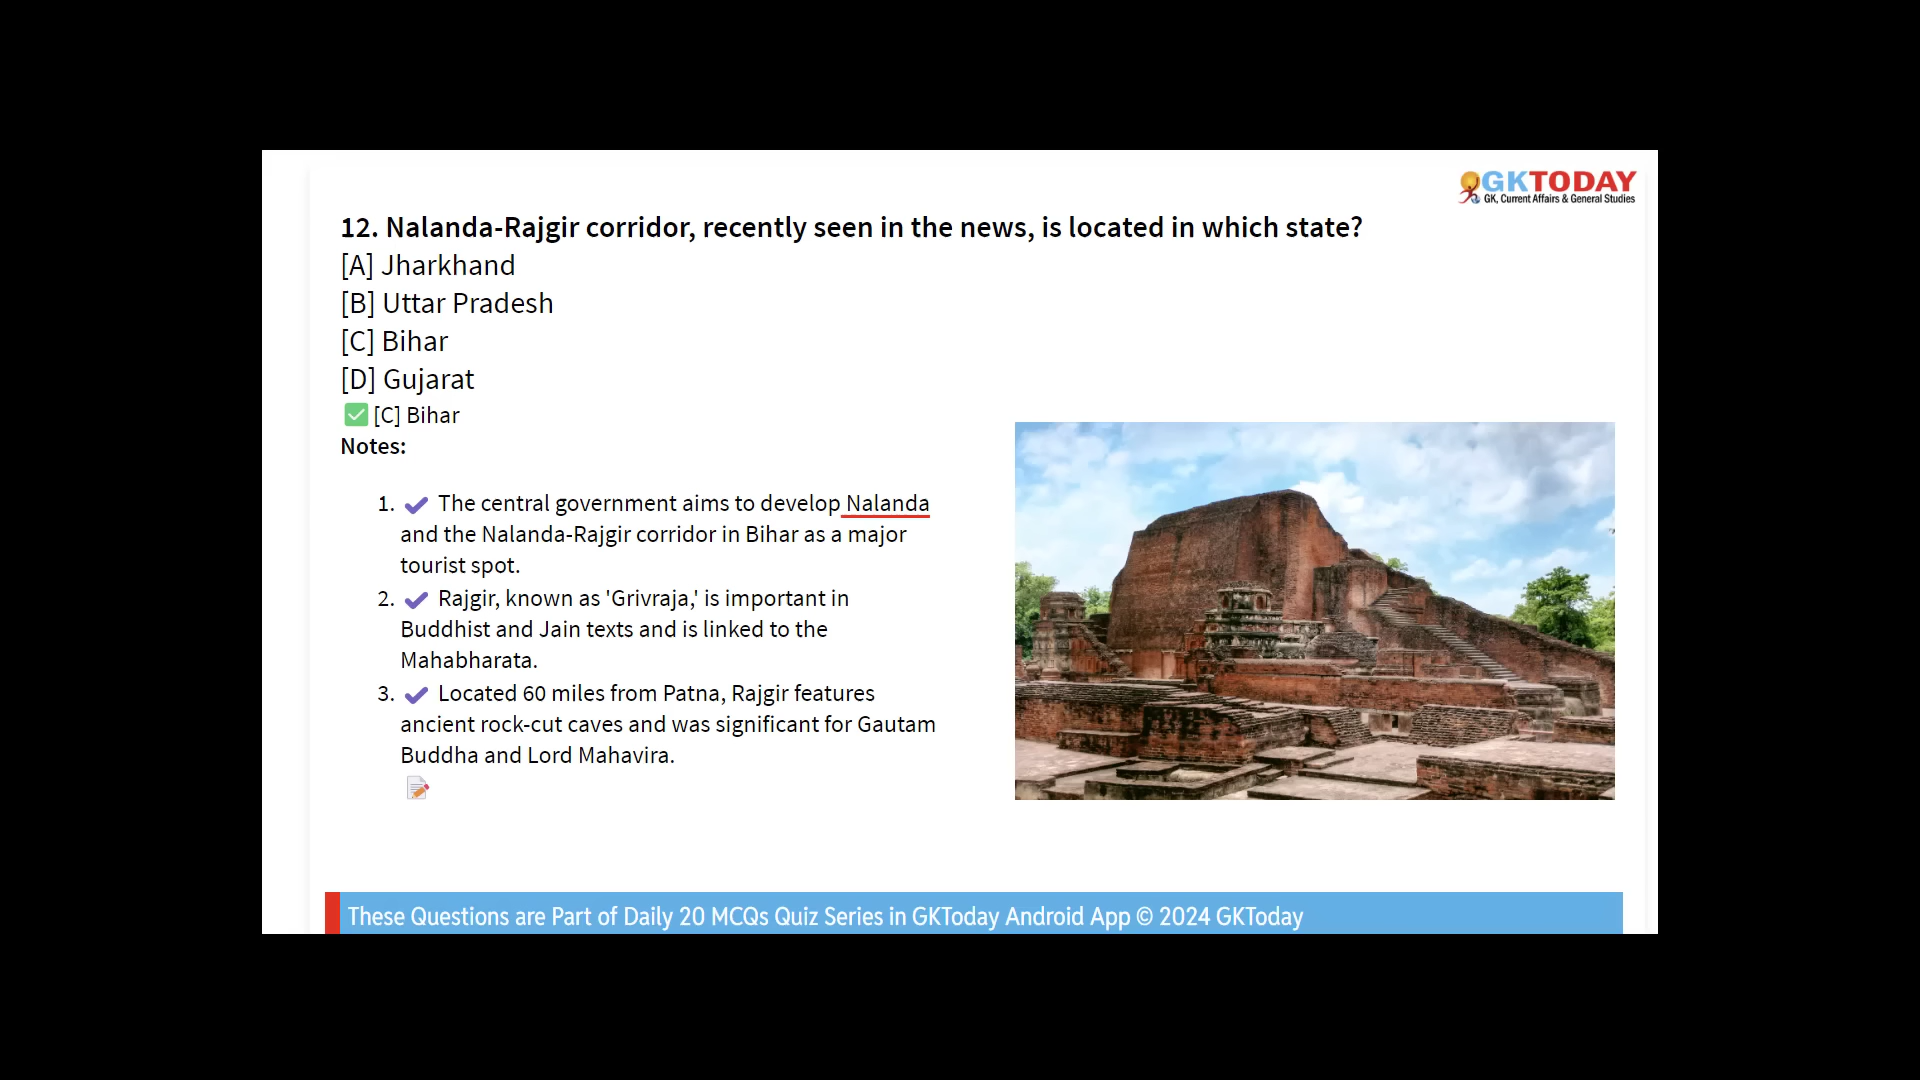 GKTODAY
GK, Current Affairs & General Studies
12. Nalanda-Rajgir corridor, recently seen in the news, is located in which state?
[A] Jharkhand
[B] Uttar Pradesh
[C] Bihar
[D] Gujarat
[C] Bihar
Notes:
1. The central government aims to develop Nalanda
and the Nalanda-Rajgir corridor in Bihar as a major
tourist spot.
2. Rajgir, known as 'Grivraja,' is important in
Buddhist and Jain texts and is linked to the
Mahabharata.
3. Located 60 miles from Patna, Rajgir features
ancient rock-cut caves and was significant for Gautam
Buddha and Lord Mahavira.
These Questions are Part of Daily 20 MCQs Quiz Series in GKToday Android App © 2024 GKToday